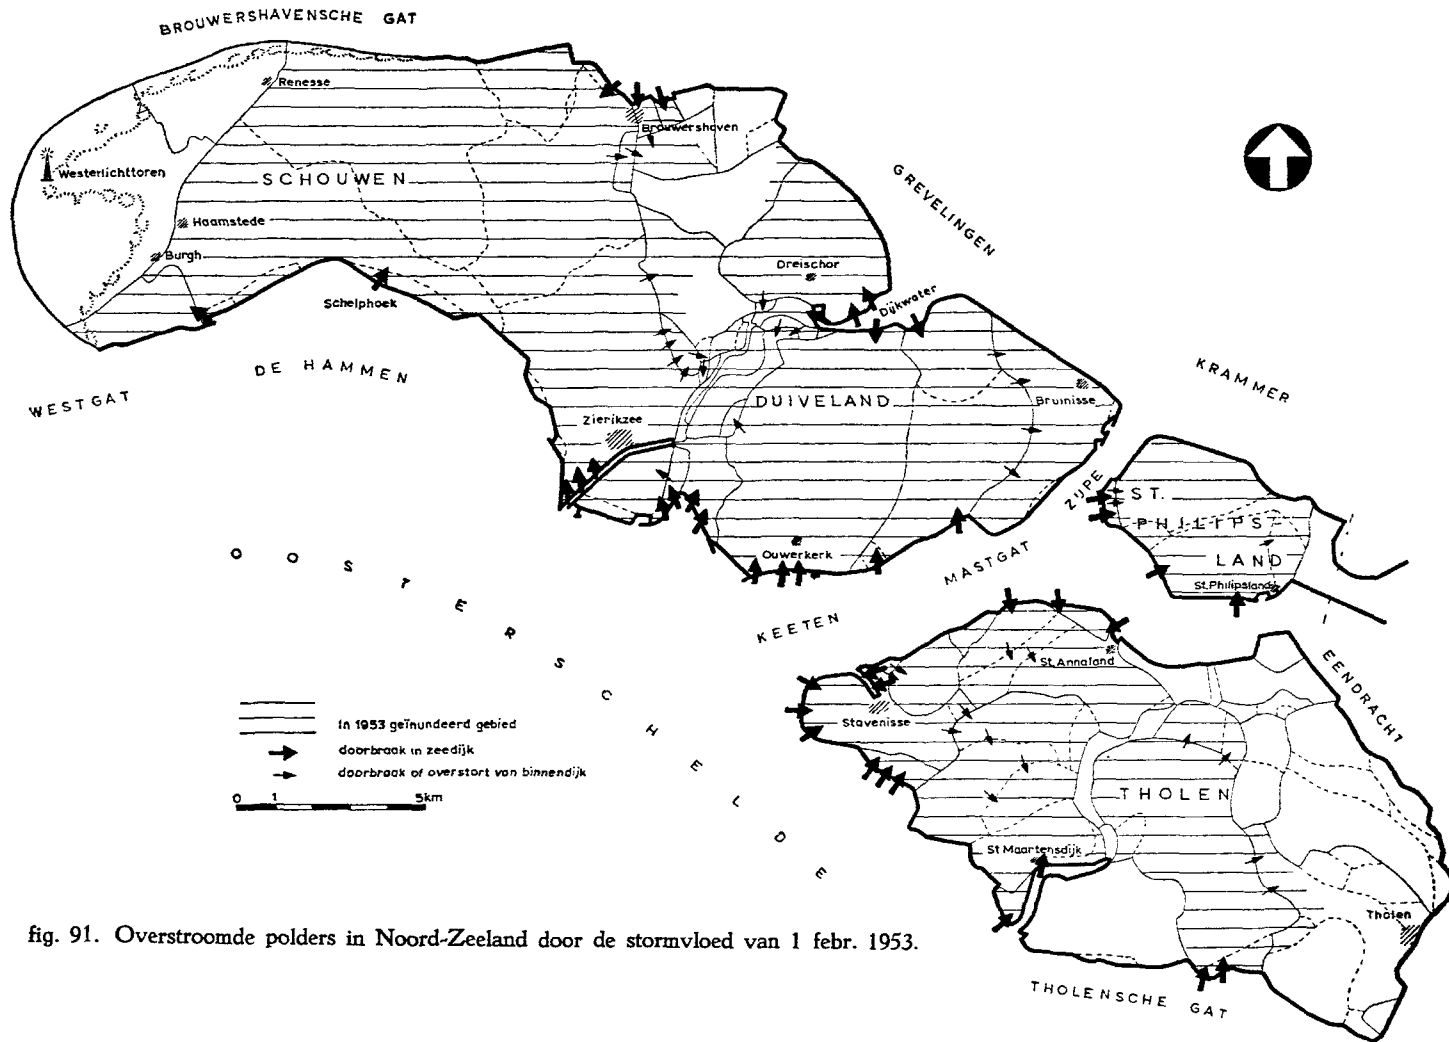 BROUWERSHAVENSCHE GAT
Renesse
Brouwershaven
Westerlichttoren
SCHOUWEN
GREVELINGEN
Haamstede
Burgh
Dreischor
Schelphoek
Dijkwater
DE HAMMEN
WESTGAT
KRAMMER
DUIVELAND
Bruinisse
Zierikzee
ZIJPE
ST.
PHILIPS
LAND
St. Philipsland
Ouwerkerk
MASTGAT
OOSTERSCHELDE
KEETEN
St. Annaland
EENDRACHT
Stavenisse
In 1953 geïnundeerd gebied
doorbraak in zeedijk
doorbraak of overstort van binnendijk
0 1 5km
THOLEN
St Maartensdijk
Tholen
fig. 91. Overstroomde polders in Noord-Zeeland door de stormvloed van 1 febr. 1953.
THOLENSCHE GAT